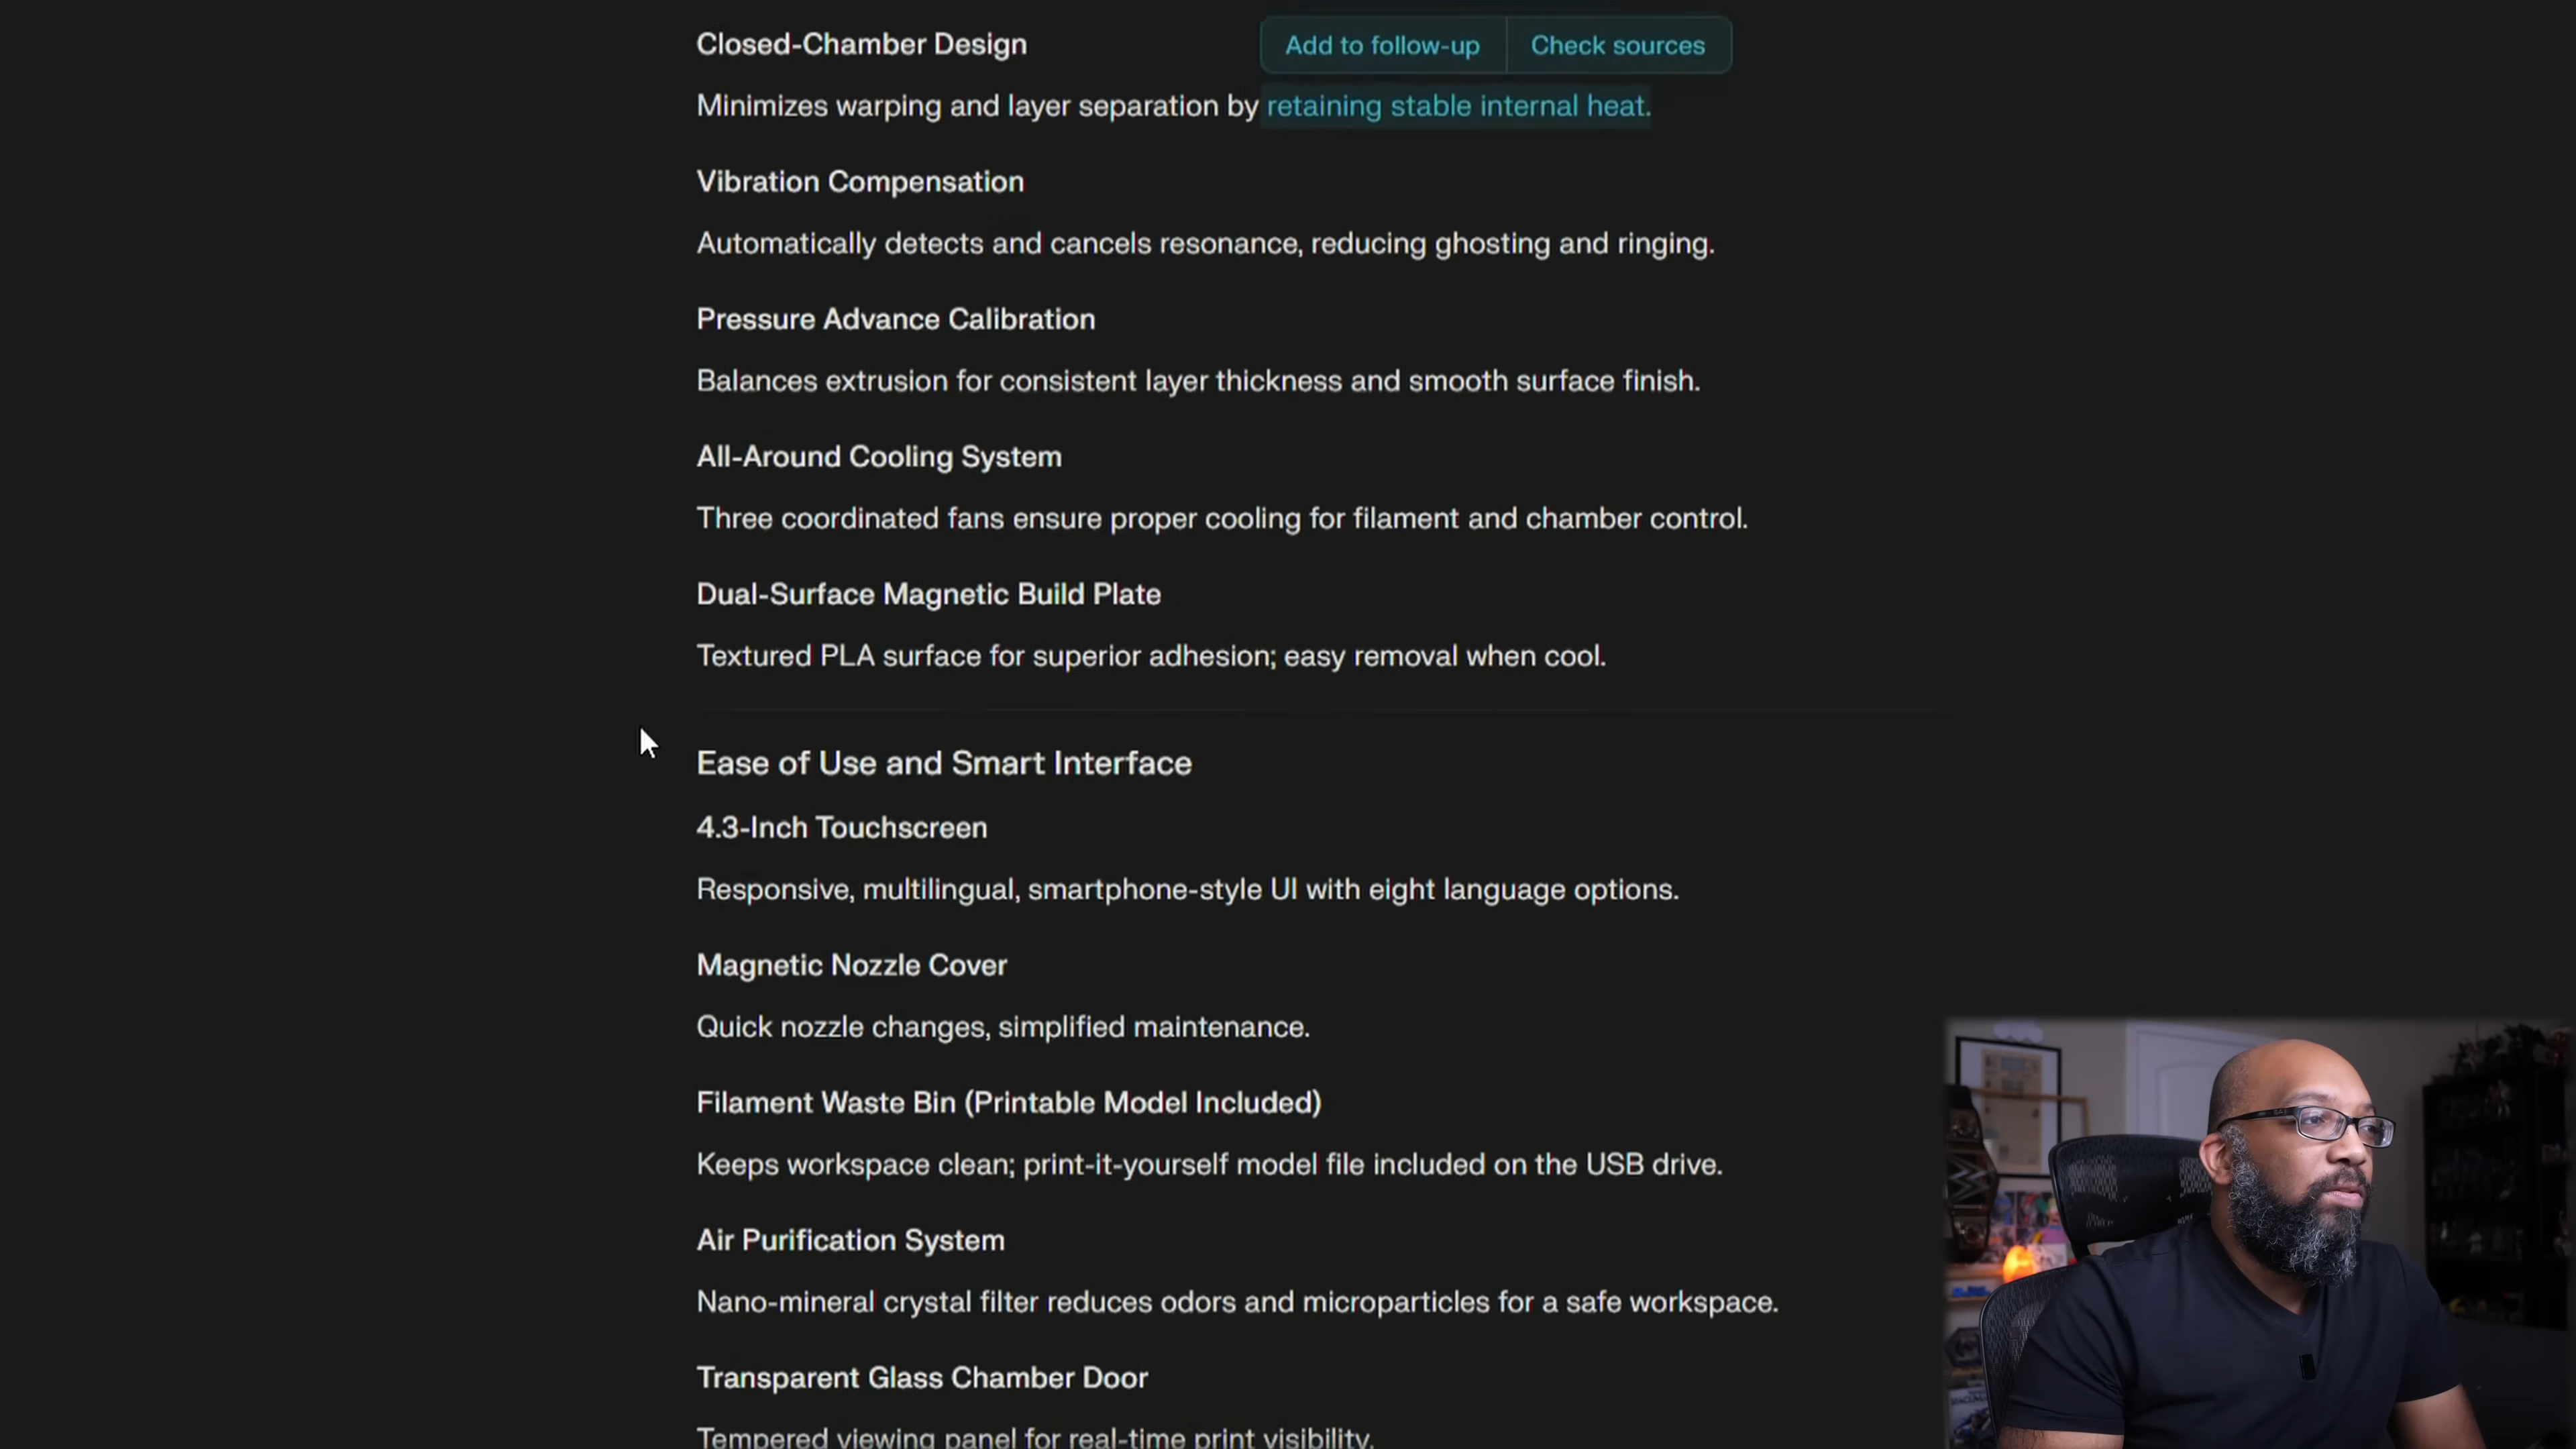 Closed-Chamber Design
Add to follow-up
Check sources
Minimizes warping and layer separation by retaining stable internal heat.
Vibration Compensation
Automatically detects and cancels resonance, reducing ghosting and ringing.
Pressure Advance Calibration
Balances extrusion for consistent layer thickness and smooth surface finish.
All-Around Cooling System
Three coordinated fans ensure proper cooling for filament and chamber control.
Dual-Surface Magnetic Build Plate
Textured PLA surface for superior adhesion; easy removal when cool.
Ease of Use and Smart Interface
4.3-Inch Touchscreen
Responsive, multilingual, smartphone-style UI with eight language options.
Magnetic Nozzle Cover
Quick nozzle changes, simplified maintenance.
Filament Waste Bin (Printable Model Included)
Keeps workspace clean; print-it-yourself model file included on the USB drive.
Air Purification System
Nano-mineral crystal filter reduces odors and microparticles for a safe workspace.
Transparent Glass Chamber Door
Tempered viewing panel for real-time print visibility.